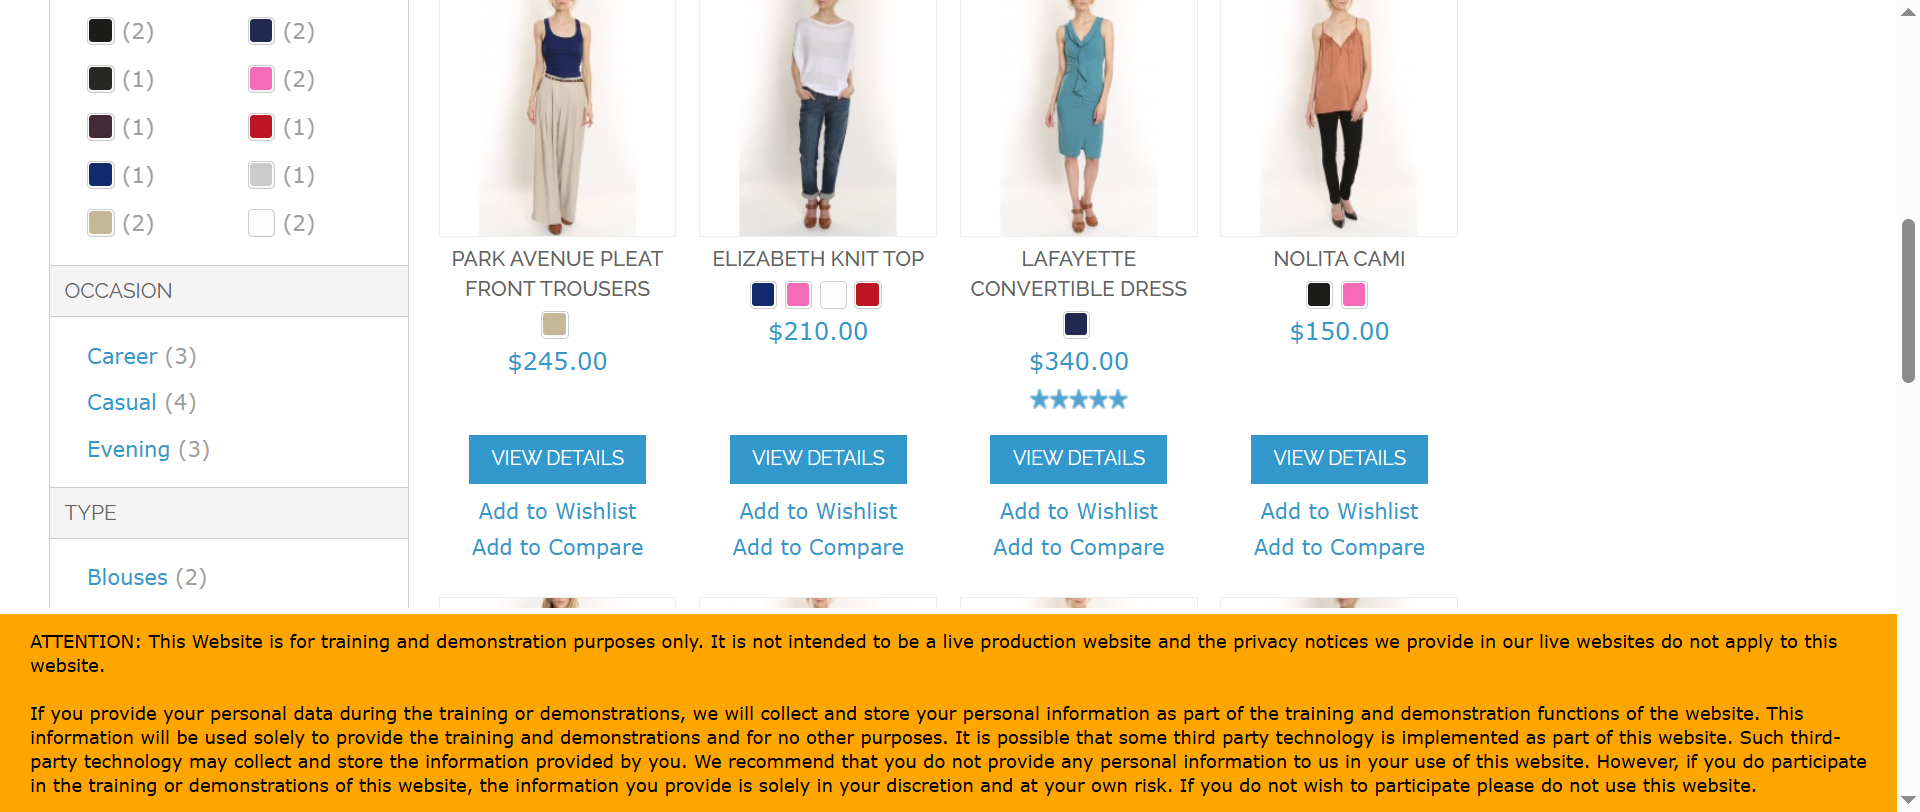 (2) (2)
(1) (2)
(1) (1)
(1) (1)
(2) (2)
OCCASION
Career (3)
Casual (4)
Evening (3)
TYPE
Blouses (2)
PARK AVENUE PLEAT
FRONT TROUSERS
$245.00
VIEW DETAILS
Add to Wishlist
Add to Compare
ELIZABETH KNIT TOP
$210.00
VIEW DETAILS
Add to Wishlist
Add to Compare
LAFAYETTE
CONVERTIBLE DRESS
$340.00
VIEW DETAILS
Add to Wishlist
Add to Compare
NOLITA CAMI
$150.00
VIEW DETAILS
Add to Wishlist
Add to Compare
ATTENTION: This Website is for training and demonstration purposes only. It is not intended to be a live production website and the privacy notices we provide in our live websites do not apply to this
website.
If you provide your personal data during the training or demonstrations, we will collect and store your personal information as part of the training and demonstration functions of the website. This
information will be used solely to provide the training and demonstrations and for no other purposes. It is possible that some third party technology is implemented as part of this website. Such third-
party technology may collect and store the information provided by you. We recommend that you do not provide any personal information to us in your use of this website. However, if you do participate
in the training or demonstrations of this website, the information you provide is solely in your discretion and at your own risk. If you do not wish to participate please do not use this website.